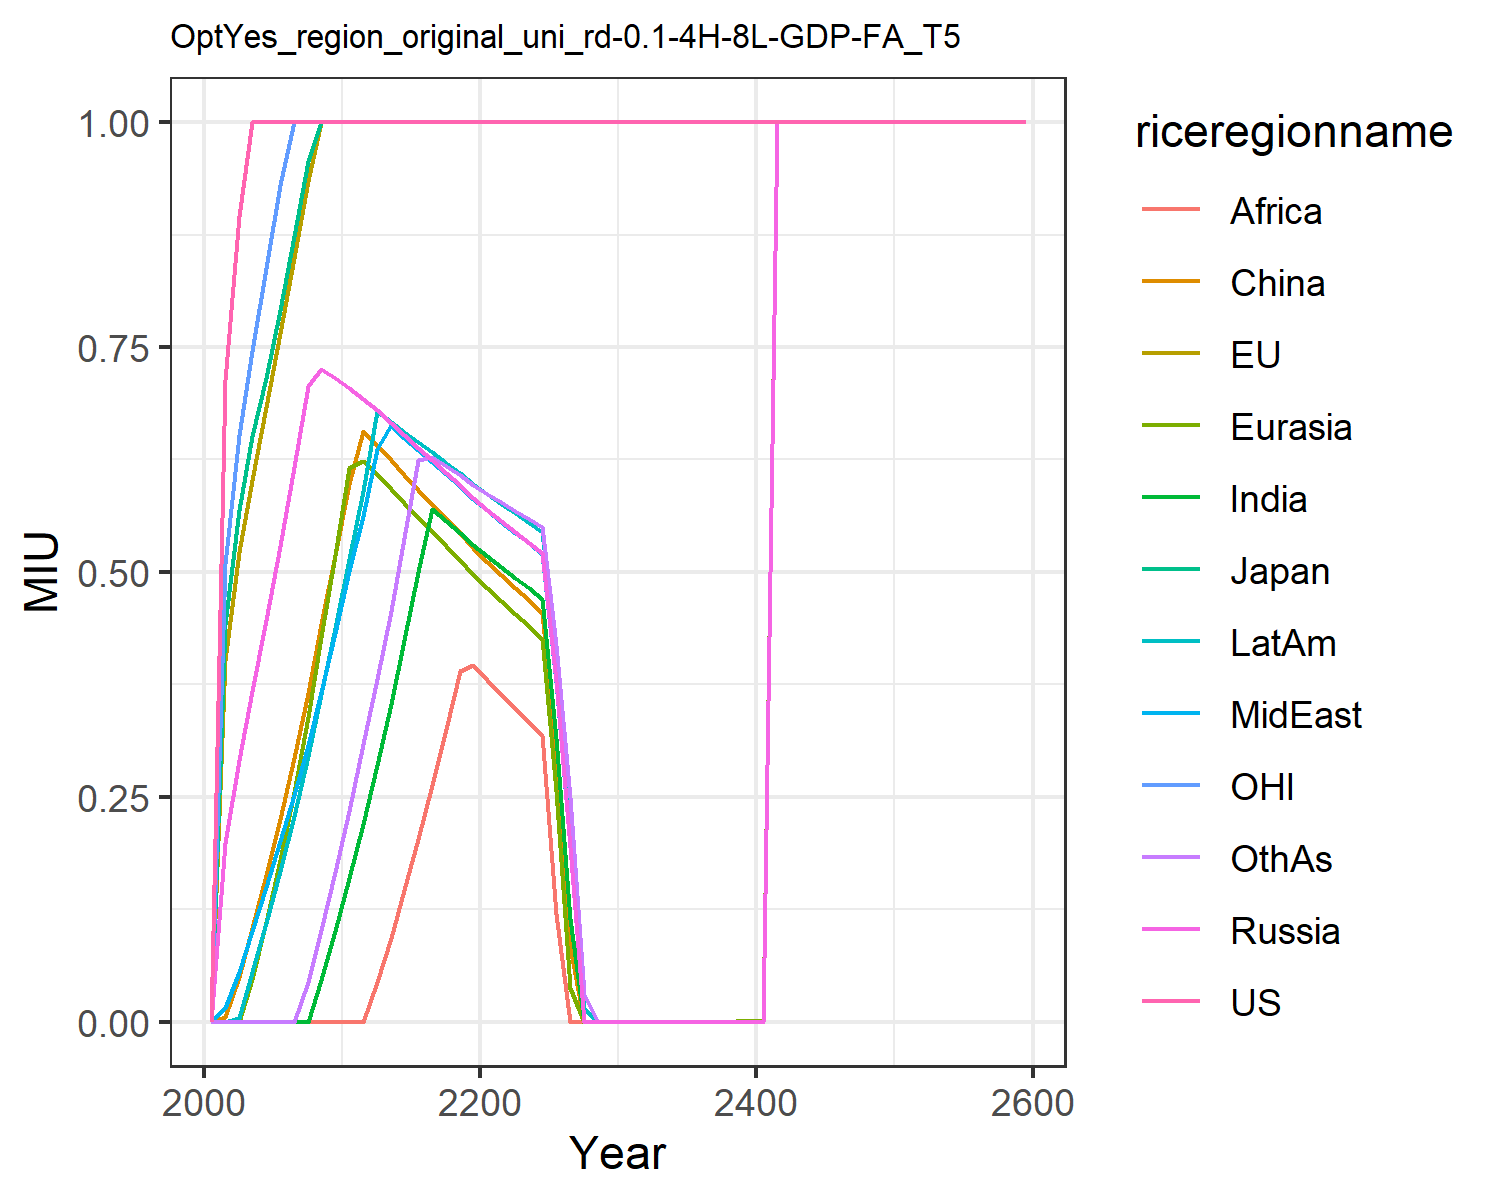 OptYes_region_original_uni_rd-0.1-4H-8L-GDP-FA_T5
1.00
0.75
0.50
0.25
0.00
MIU
2000
2200
2400
2600
Year
riceregionname
Africa
China
EU
Eurasia
India
Japan
LatAm
MidEast
OHI
OthAs
Russia
US